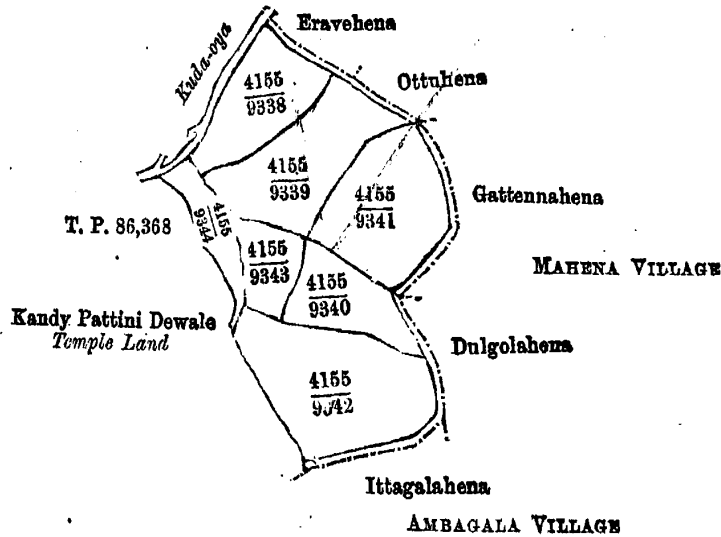 Eravehena
Kuda-oya
Ottuhena
4155
9338
4155
9339
4155
9341
Gattennahena
T. P. 86,368
4155
9344
4155
9343
4155
9340
MAHENA VILLAGE
Kandy Pattini Dewale
Temple Land
Dulgolahena
4155
9342
Ittagalahena
AMBAGALA VILLAGE